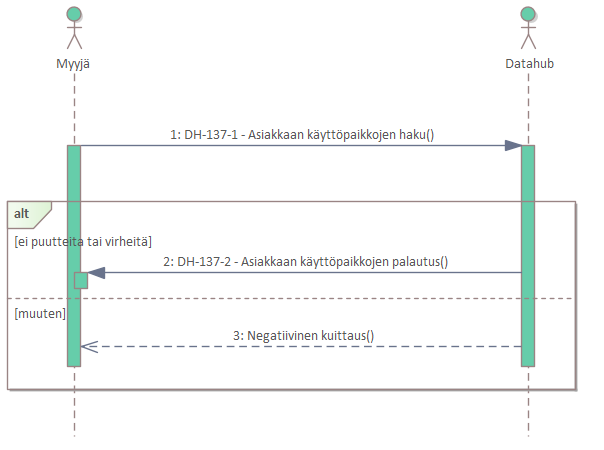 Myyjä
Datahub
1: DH-137-1 - Asiakkaan käyttöpaikkojen haku()
alt
[ei puutteita tai virheitä]
2: DH-137-2 - Asiakkaan käyttöpaikkojen palautus()
[muuten]
3: Negatiivinen kuittaus()